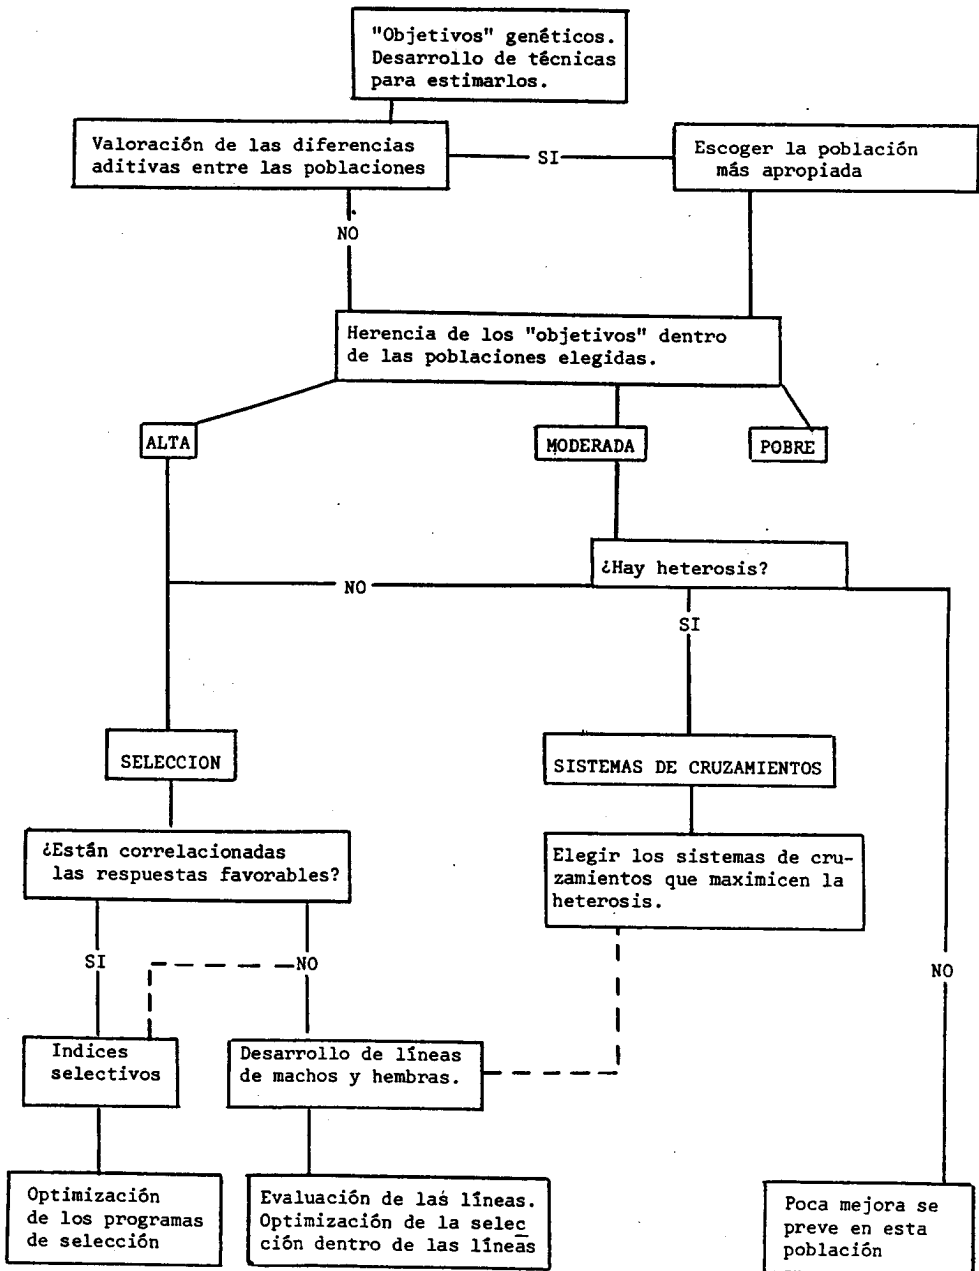 "Objetivos" genéticos.
Desarrollo de técnicas
para estimarlos.
Valoración de las diferencias
aditivas entre las poblaciones
SI
Escoger la población
más apropiada
NO
Herencia de los "objetivos" dentro
de las poblaciones elegidas.
ALTA
MODERADA
POBRE
¿Hay heterosis?
NO
SI
SELECCION
SISTEMAS DE CRUZAMIENTOS
¿Están correlacionadas
las respuestas favorables?
Elegir los sistemas de cru-
zamientos que maximicen la
heterosis.
SI
NO
NO
Indices
selectivos
Desarrollo de líneas
de machos y hembras.
Optimización
de los programas
de selección
Evaluación de las líneas.
Optimización de la selec
ción dentro de las líneas
Poca mejora se
preve en esta
población